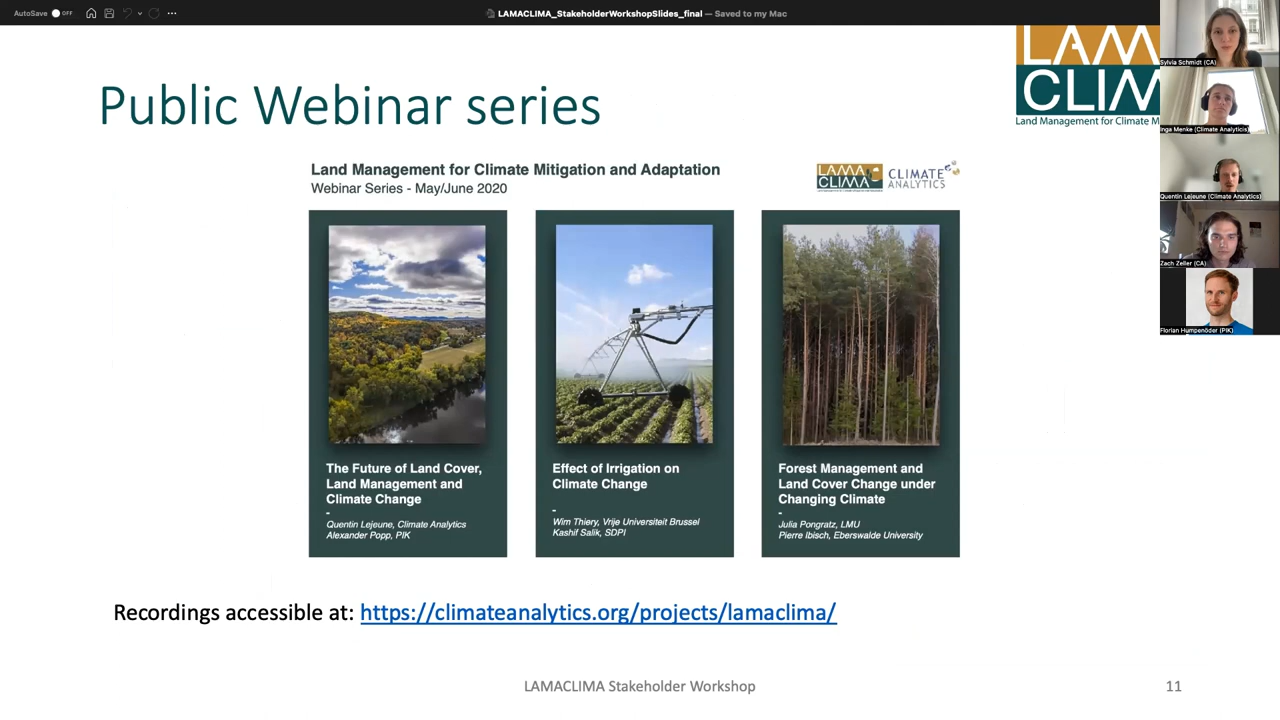 AutoSave OFF
LAMACLIMA_StakeholderWorkshopSlides_final — Saved to my Mac
Public Webinar series
LAMA
CLIM
Land Management for Climate M
Sylvia Schmidt (CA)
Inga Menke (Climate Analytics)
Quentin Lejeune (Climate Analytics)
Zach Zeller (CA)
Florian Humpenöder (PIK)
Land Management for Climate Mitigation and Adaptation
Webinar Series - May/June 2020
LAMA
CLIMA
CLIMATE
ANALYTICS
The Future of Land Cover,
Land Management and
Climate Change
-
Quentin Lejeune, Climate Analytics
Alexander Popp, PIK
Effect of Irrigation on
Climate Change
-
Wim Thiery, Vrije Universiteit Brussel
Kashif Salik, SDPI
Forest Management and
Land Cover Change under
Changing Climate
-
Julia Pongratz, LMU
Pierre Ibisch, Eberswalde University
Recordings accessible at: https://climateanalytics.org/projects/lamaclima/
LAMACLIMA Stakeholder Workshop
11